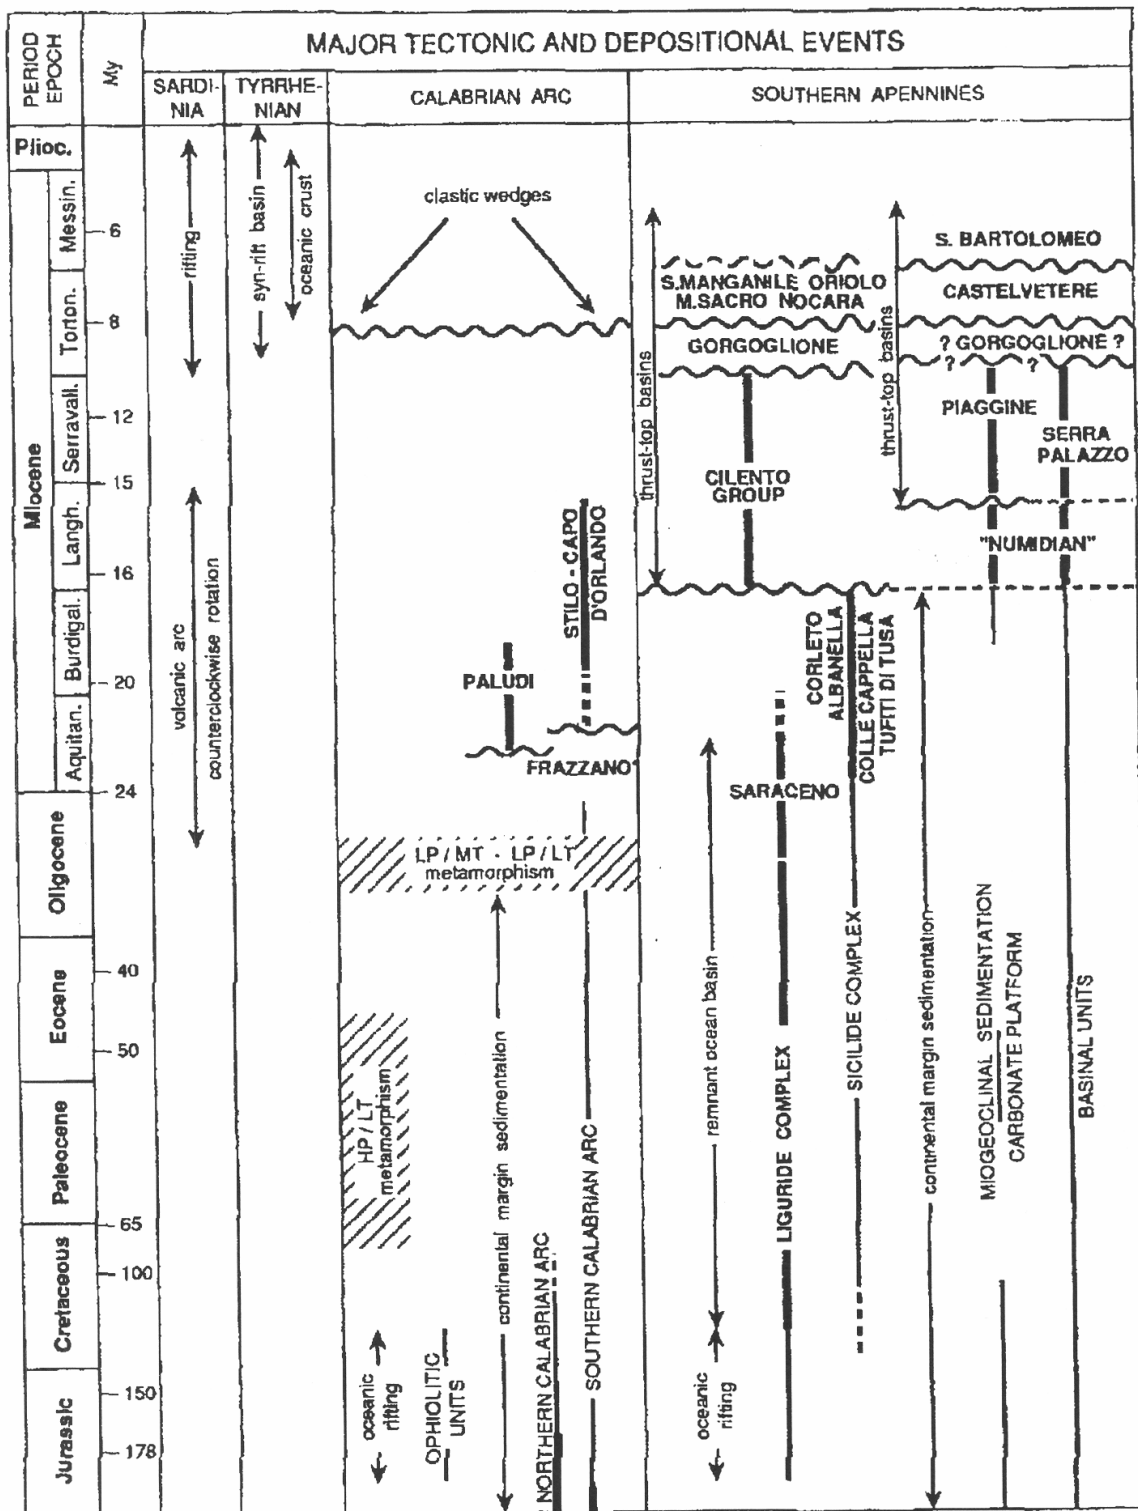 MAJOR TECTONIC AND DEPOSITIONAL EVENTS
PERIOD
EPOCH
My
SARDI-
NIA
TYRRHE-
NIAN
CALABRIAN ARC
SOUTHERN APENNINES
Plioc.
Miocene
Messin.
Torton.
Serravall.
Langh.
Burdigal.
Aquitan.
Oligocene
Eocene
Paleocene
Cretaceous
Jurassic
6
8
12
15
16
20
24
40
50
65
100
150
178
rifting
volcanic arc
counterclockwise rotation
syn-rift basin
oceanic crust
clastic wedges
STILO - CAPO
D'ORLANDO
PALUDI
FRAZZANO'
LP/MT - LP/LT
metamorphism
HP/LT
metamorphism
continental margin sedimentation
oceanic
rifting
OPHIOLITIC
UNITS
NORTHERN CALABRIAN ARC
SOUTHERN CALABRIAN ARC
thrust-top basins
S.MANGANILE ORIOLO
M.SACRO NOCARA
GORGOGLIONE
CILENTO
GROUP
CORLETO
ALBANELLA
COLLE CAPPELLA
TUFITI DI TUSA
SARACENO
remnant ocean basin
oceanic
rifting
LIGURIDE COMPLEX
SICILIDE COMPLEX
thrust-top basins
S. BARTOLOMEO
CASTELVETERE
? GORGOGLIONE ?
? ?
PIAGGINE
SERRA
PALAZZO
"NUMIDIAN"
continental margin sedimentation
MIOGEOCLINAL SEDIMENTATION
CARBONATE PLATFORM
BASINAL UNITS